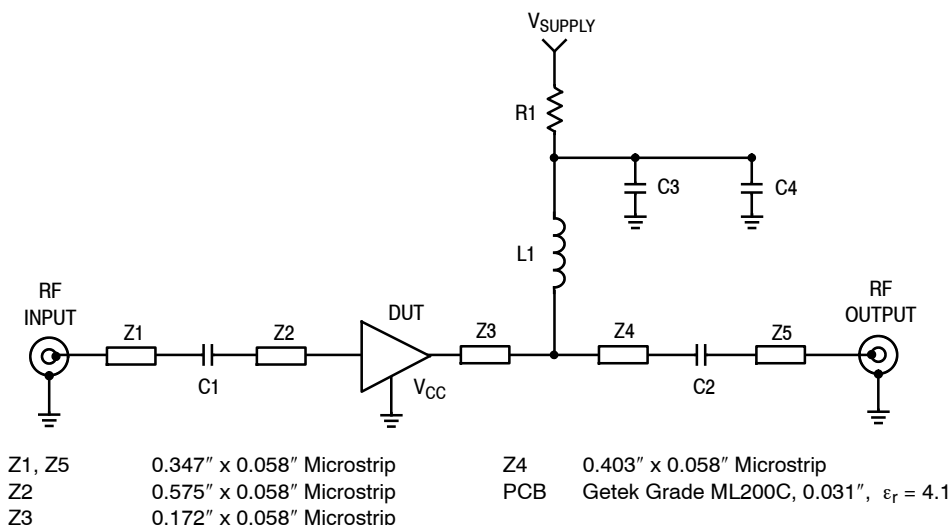 VSUPPLY
R1
C3
C4
L1
RF
INPUT
Z1
C1
Z2
DUT
VCC
Z3
Z4
C2
Z5
RF
OUTPUT
Z1, Z5 0.347″ x 0.058″ Microstrip
Z2 0.575″ x 0.058″ Microstrip
Z3 0.172″ x 0.058″ Microstrip
Z4 0.403″ x 0.058″ Microstrip
PCB Getek Grade ML200C, 0.031″, εr = 4.1